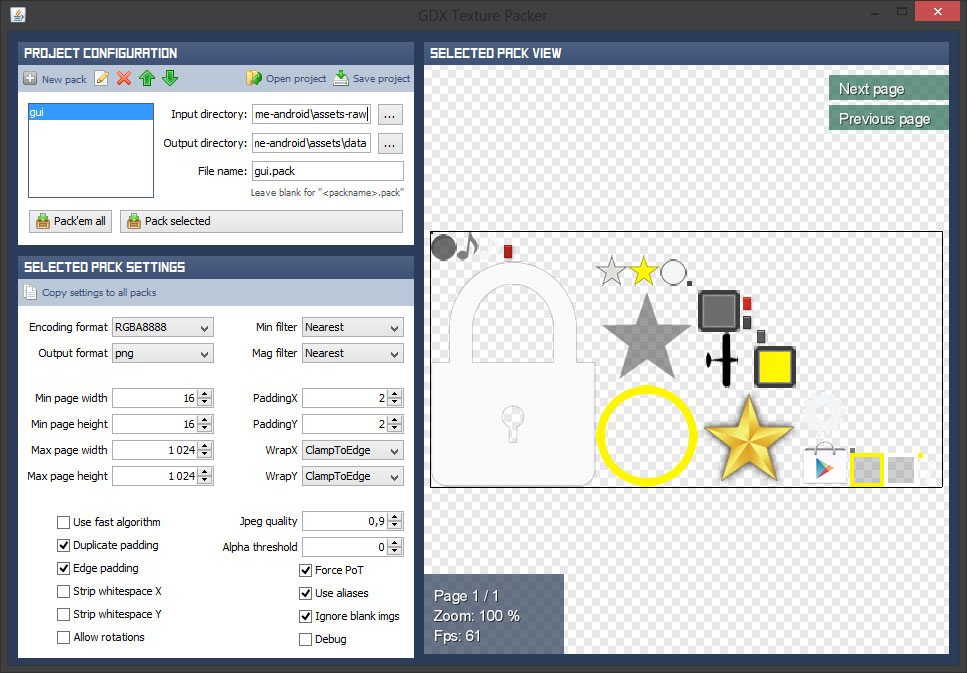 GDX Texture Packer
PROJECT CONFIGURATION
New pack
Open project
Save project
gui
Input directory: me-android\assets-raw ...
Output directory: me-android\assets\data ...
File name: gui.pack
Leave blank for "<packname>.pack"
Pack'em all
Pack selected
SELECTED PACK SETTINGS
Copy settings to all packs
Encoding format RGBA8888
Min filter Nearest
Output format png
Mag filter Nearest
Min page width 16
PaddingX 2
Min page height 16
PaddingY 2
Max page width 1 024
WrapX ClampToEdge
Max page height 1 024
WrapY ClampToEdge
Use fast algorithm
Jpeg quality 0,9
Duplicate padding
Alpha threshold 0
Edge padding
Force PoT
Strip whitespace X
Use aliases
Strip whitespace Y
Ignore blank imgs
Allow rotations
Debug
SELECTED PACK VIEW
Next page
Previous page
Page 1 / 1
Zoom: 100 %
Fps: 61